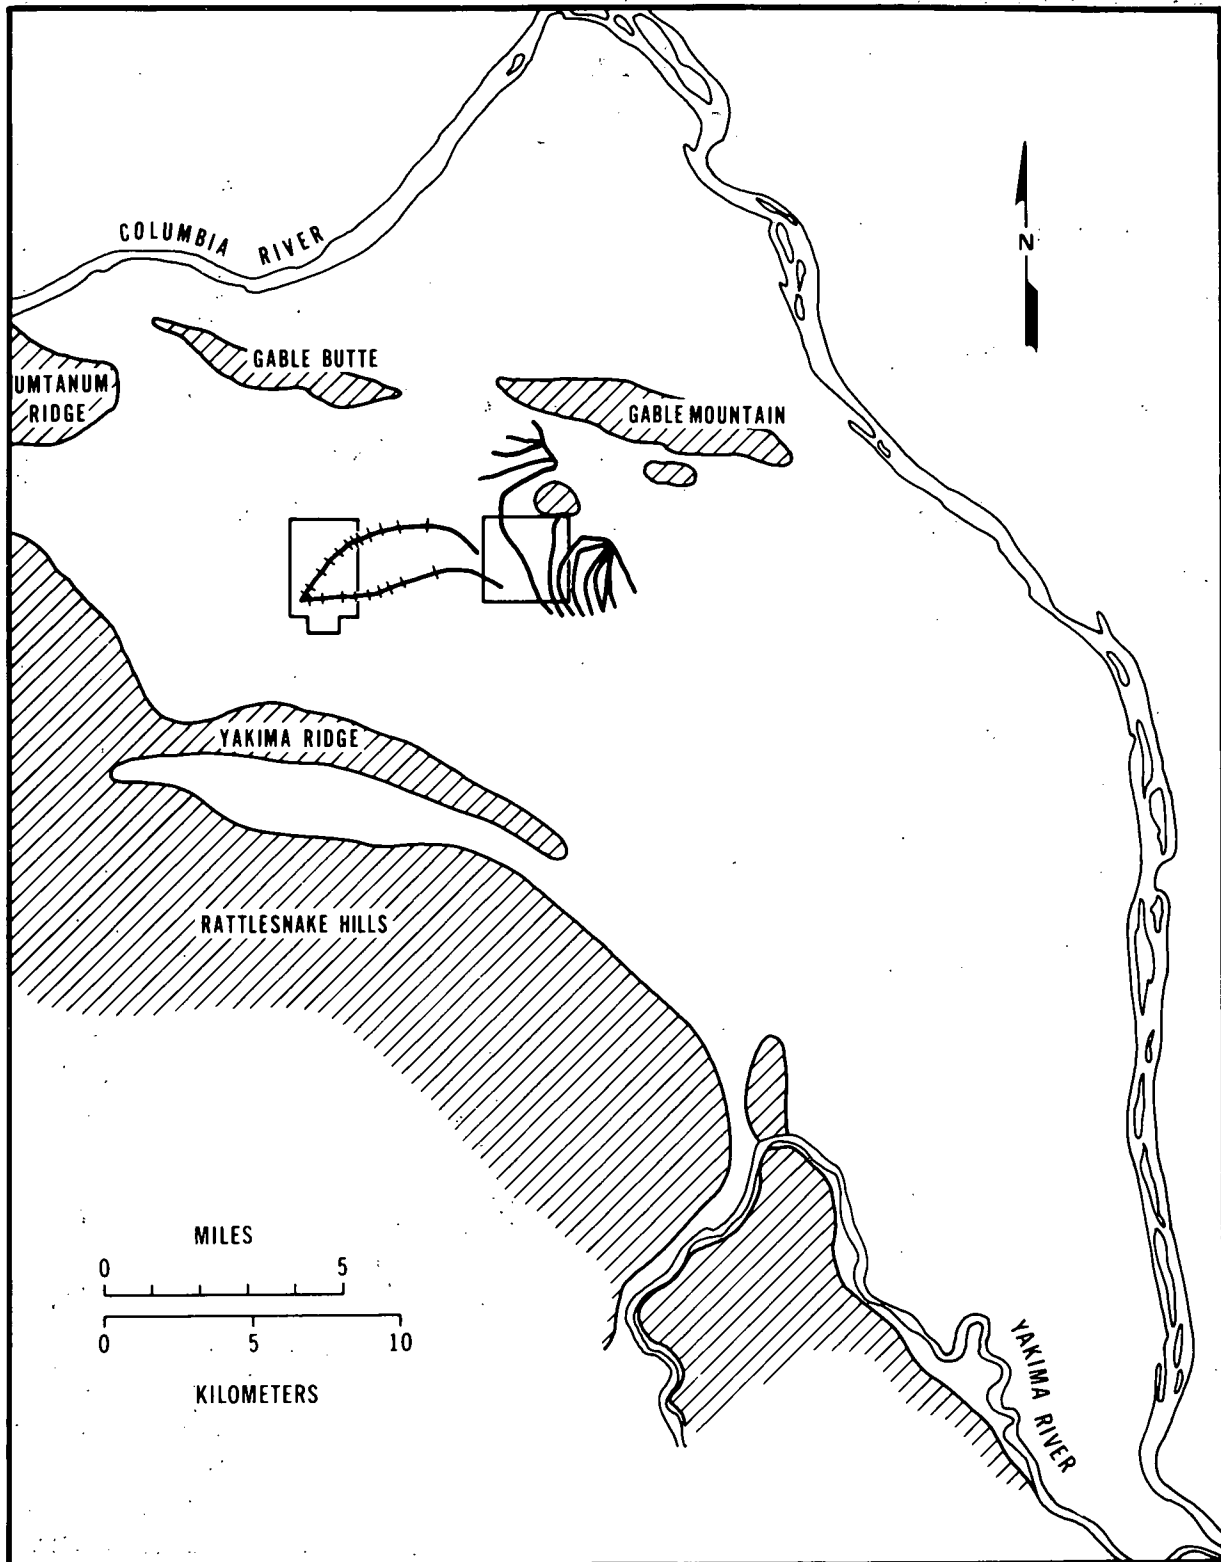 COLUMBIA RIVER
N
GABLE BUTTE
UMTANUM
RIDGE
GABLE MOUNTAIN
YAKIMA RIDGE
RATTLESNAKE HILLS
MILES
0 5
0 5 10
KILOMETERS
YAKIMA RIVER